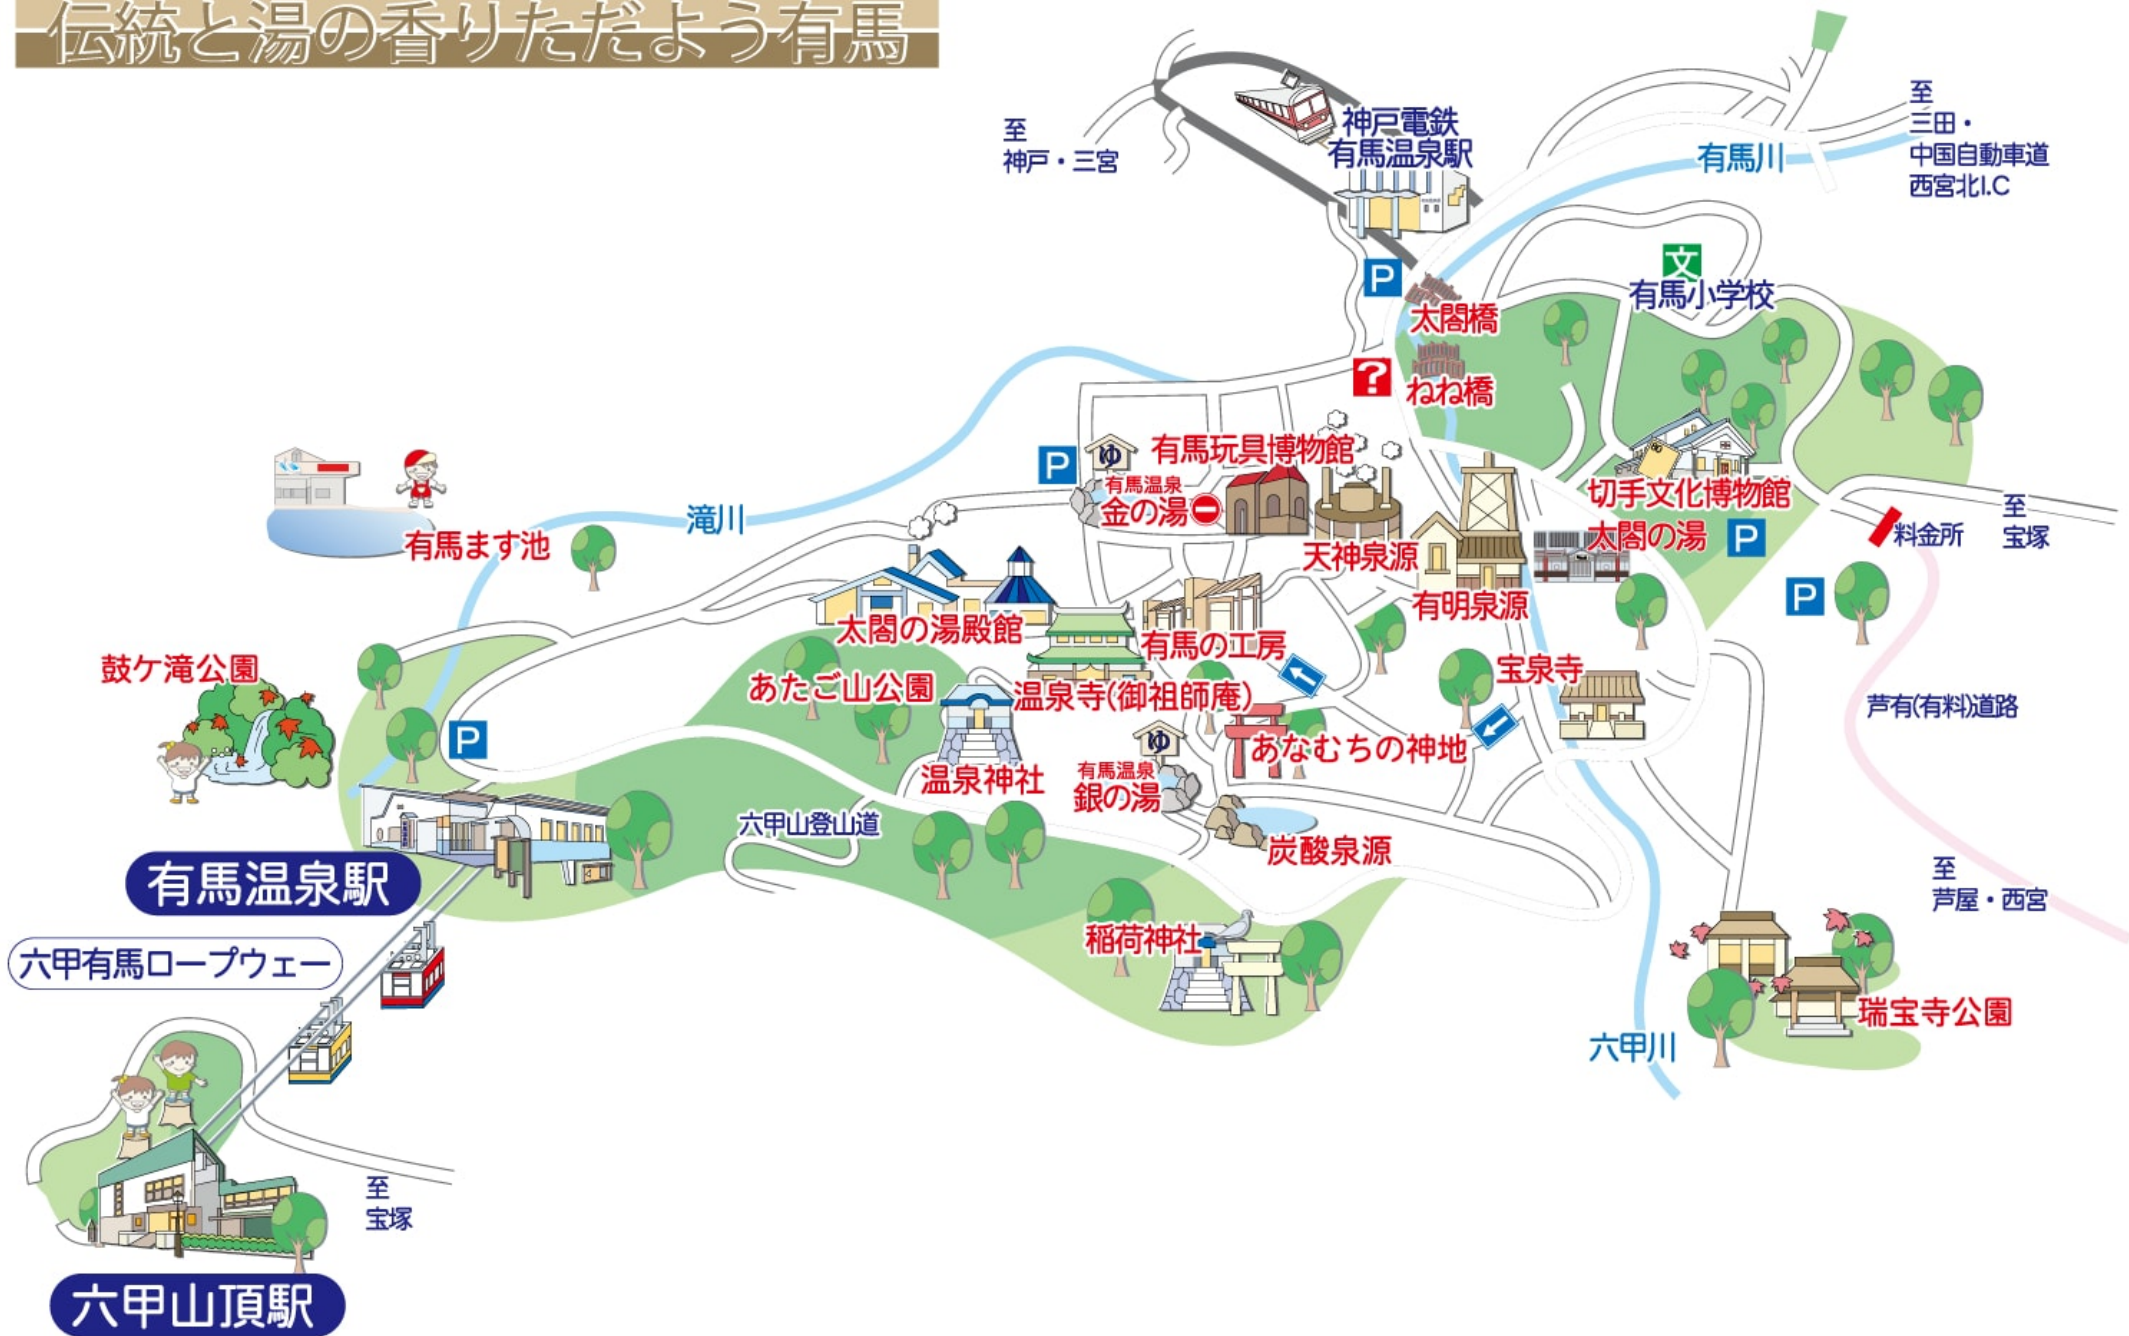 伝統と湯の香りただよう有馬
至
神戸・三宮
神戸電鉄
有馬温泉駅
有馬川
至
三田・
中国自動車道
西宮北I.C
P
文
有馬小学校
太閤橋
?
ねね橋
P
ゆ
有馬玩具博物館
有馬温泉
金の湯
天神泉源
切手文化博物館
太閤の湯
P
料金所
至
宝塚
P
滝川
有馬ます池
有明泉源
太閤の湯殿館
有馬の工房
鼓ケ滝公園
あたご山公園
温泉寺(御祖師庵)
宝泉寺
芦有(有料)道路
P
ゆ
あなむちの神地
温泉神社
有馬温泉
銀の湯
六甲山登山道
炭酸泉源
有馬温泉駅
至
芦屋・西宮
六甲有馬ロープウェー
稲荷神社
瑞宝寺公園
六甲川
至
宝塚
六甲山頂駅